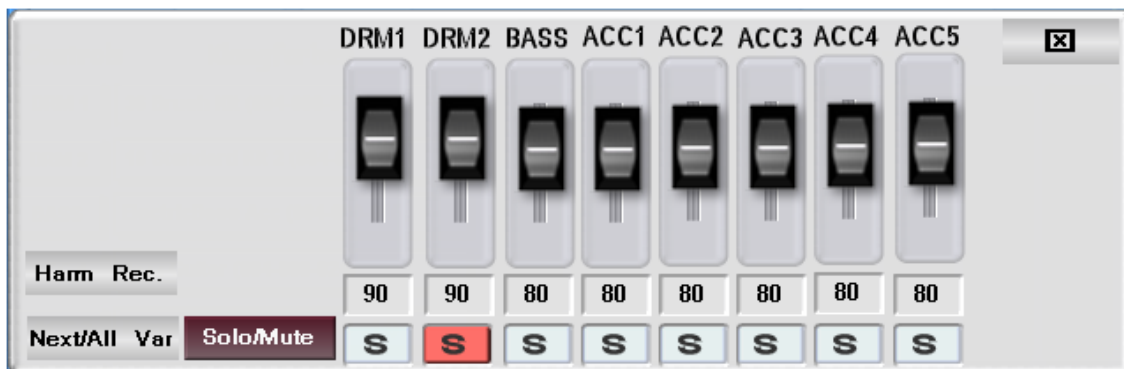 DRM1 DRM2 BASS ACC1 ACC2 ACC3 ACC4 ACC5
Harm Rec.
90 90 80 80 80 80 80 80
Next/All Var Solo/Mute S S S S S S S S